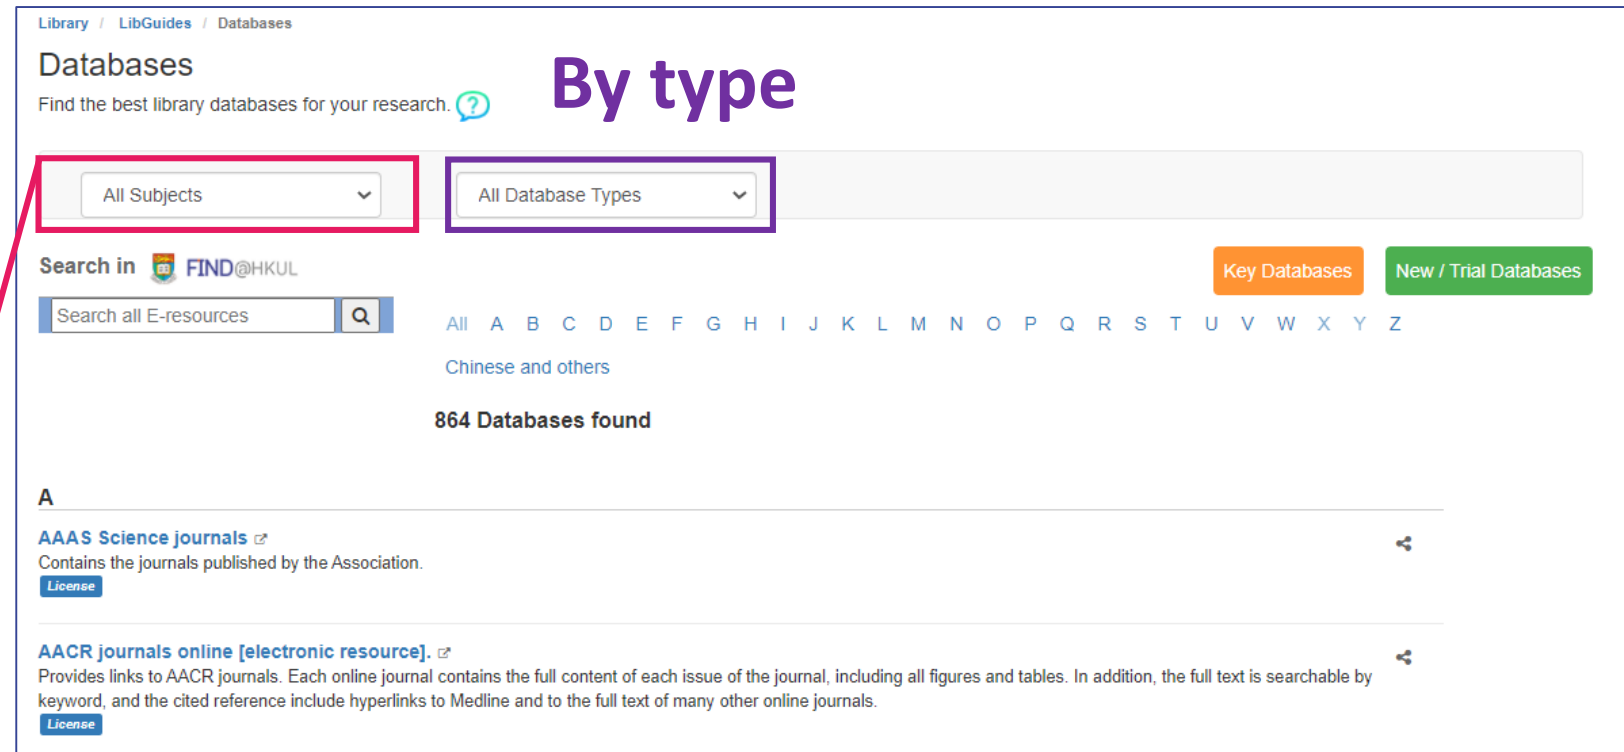 Library / LibGuides / Databases
Databases
By type
Find the best library databases for your research.
All Subjects
All Database Types
Search in FIND@HKUL
Key Databases
New / Trial Databases
Search all E-resources
All A B C D E F G H I J K L M N O P Q R S T U V W X Y Z
Chinese and others
864 Databases found
A
AAAS Science journals
Contains the journals published by the Association.
License
AACR journals online [electronic resource].
Provides links to AACR journals. Each online journal contains the full content of each issue of the journal, including all figures and tables. In addition, the full text is searchable by
keyword, and the cited reference include hyperlinks to Medline and to the full text of many other online journals.
License